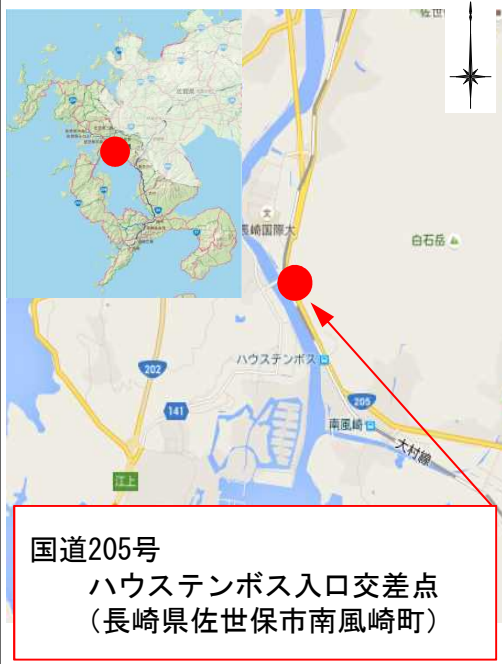 佐世
長崎国際大
白石岳
ハウステンボス
202
205
141
南風崎
大村線
江上
国道205号
ハウステンボス入口交差点
(長崎県佐世保市南風崎町)